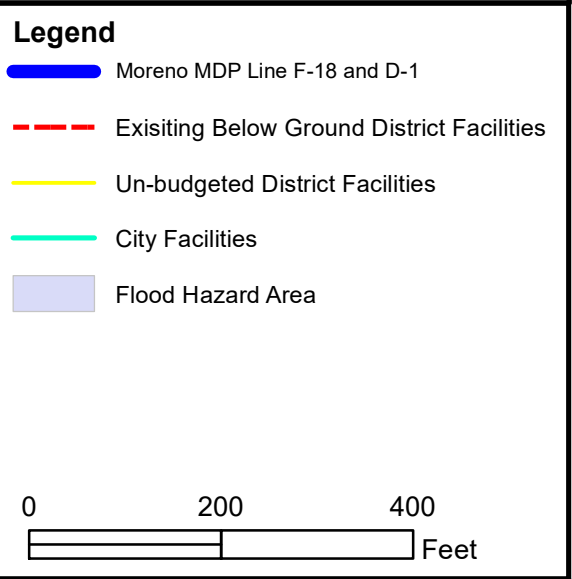 Legend
Moreno MDP Line F-18 and D-1
Exisiting Below Ground District Facilities
Un-budgeted District Facilities
City Facilities
Flood Hazard Area
0 200 400
Feet